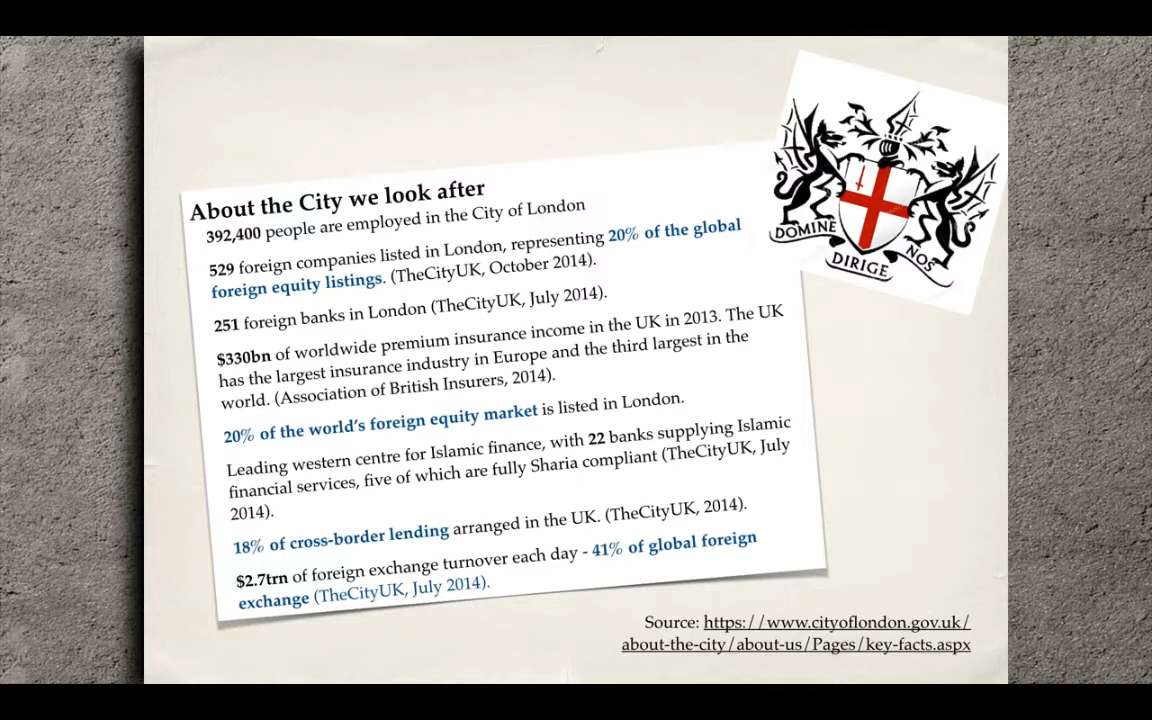 About the City we look after
392,400 people are employed in the City of London
529 foreign companies listed in London, representing 20% of the global
foreign equity listings. (TheCityUK, October 2014).
251 foreign banks in London (TheCityUK, July 2014).
$330bn of worldwide premium insurance income in the UK in 2013. The UK
has the largest insurance industry in Europe and the third largest in the
world. (Association of British Insurers, 2014).
20% of the world's foreign equity market is listed in London.
Leading western centre for Islamic finance, with 22 banks supplying Islamic
financial services, five of which are fully Sharia compliant (TheCityUK, July
2014).
18% of cross-border lending arranged in the UK. (TheCityUK, 2014).
$2.7trn of foreign exchange turnover each day - 41% of global foreign
exchange (TheCityUK, July 2014).
DOMINE
DIRIGE
NOS
Source: https://www.cityoflondon.gov.uk/
about-the-city/about-us/Pages/key-facts.aspx